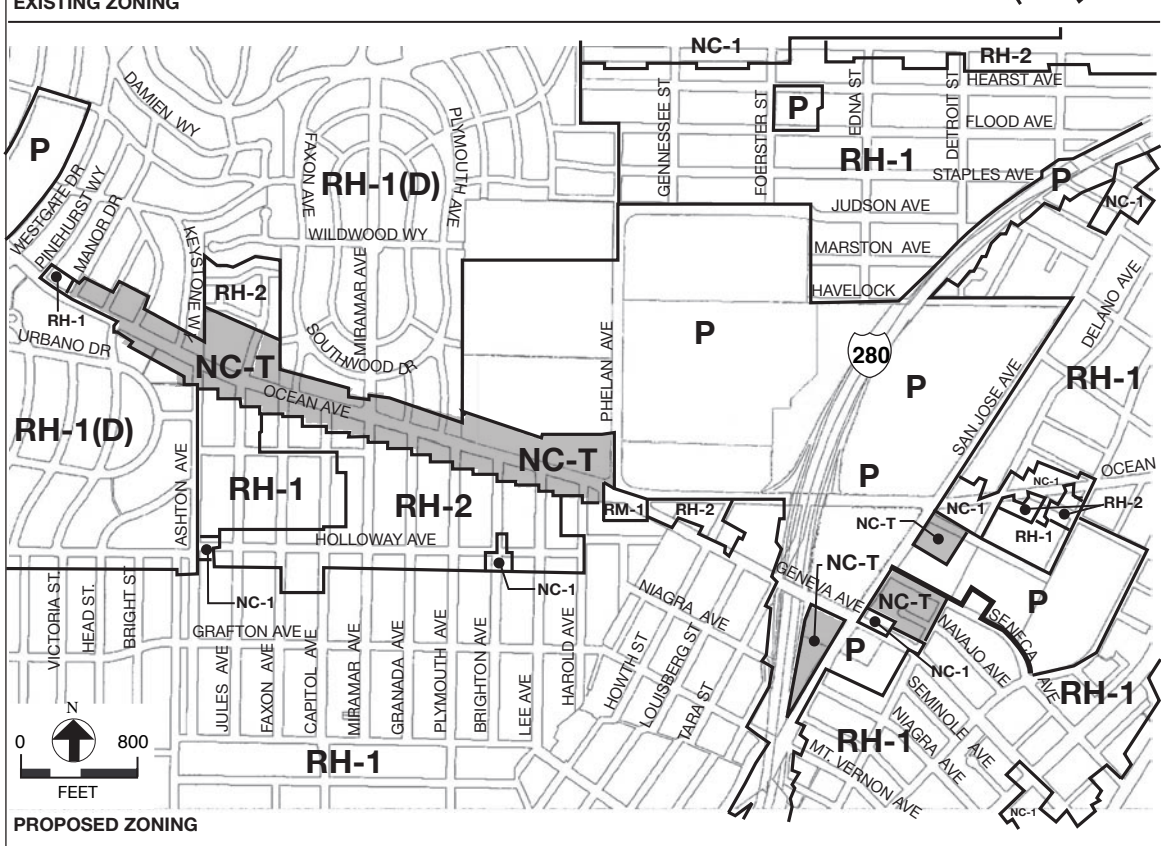 EXISTING ZONING
NC-1
RH-2
HEARST AVE
DAMIEN WY
GENNESSEE ST
FOERSTER ST
P
EDNA ST
DETROIT ST
FLOOD AVE
P
FAXON AVE
PLYMOUTH AVE
RH-1(D)
RH-1
STAPLES AVE
P
NC-1
WESTGATE DR
PINEHURST WY
MANOR DR
KEYSTONE WY
WILDWOOD WY
JUDSON AVE
MARSTON AVE
HAVELOCK
DELANO AVE
RH-1
RH-2
MIRAMAR AVE
SOUTHWOOD DR
URBANO DR
NC-T
OCEAN AVE
PHELAN AVE
P
280
P
SAN JOSE AVE
RH-1
RH-1(D)
ASHTON AVE
RH-1
RH-2
NC-T
P
OCEAN
NC-1
RH-2
RM-1
RH-2
NC-1
NC-T
RH-1
HOLLOWAY AVE
NC-1
NC-1
NC-T
GENEVA AVE
NC-T
P
VICTORIA ST.
HEAD ST.
BRIGHT ST
GRAFTON AVE
NIAGRA AVE
P
NAVAJO AVE
SENECA AVE
NC-1
RH-1
JULES AVE
FAXON AVE
CAPITOL AVE
MIRAMAR AVE
GRANADA AVE
PLYMOUTH AVE
BRIGHTON AVE
LEE AVE
HAROLD AVE
HOWTH ST
LOUISBERG ST
TARA ST
SEMINOLE AVE
NIAGRA AVE
RH-1
MT. VERNON AVE
N
0 800
FEET
RH-1
NC-1
PROPOSED ZONING